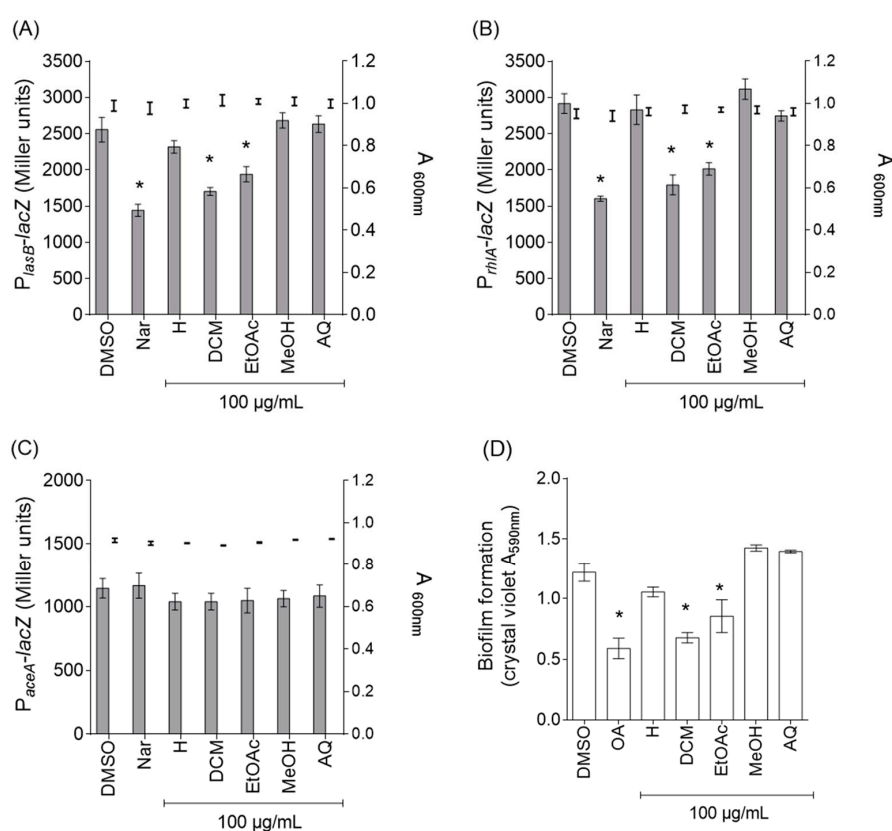 (A)
P lasB-lacZ (Miller units)
3500
3000
2500
2000
1500
1000
500
0
1.2
1.0
0.8
0.6
0.4
0.2
0.0
A 600nm
* * *
DMSO Nar H DCM EtOAc MeOH AQ
100 µg/mL
(B)
P rhlA-lacZ (Miller units)
3500
3000
2500
2000
1500
1000
500
0
1.2
1.0
0.8
0.6
0.4
0.2
0.0
A 600nm
* * *
DMSO Nar H DCM EtOAc MeOH AQ
100 µg/mL
(C)
P aceA-lacZ (Miller units)
2000
1500
1000
500
0
1.2
1.0
0.8
0.6
0.4
0.2
0.0
A 600nm
DMSO Nar H DCM EtOAc MeOH AQ
100 µg/mL
(D)
Biofilm formation
(crystal violet A590nm)
2.0
1.5
1.0
0.5
0.0
* * *
DMSO OA H DCM EtOAc MeOH AQ
100 µg/mL